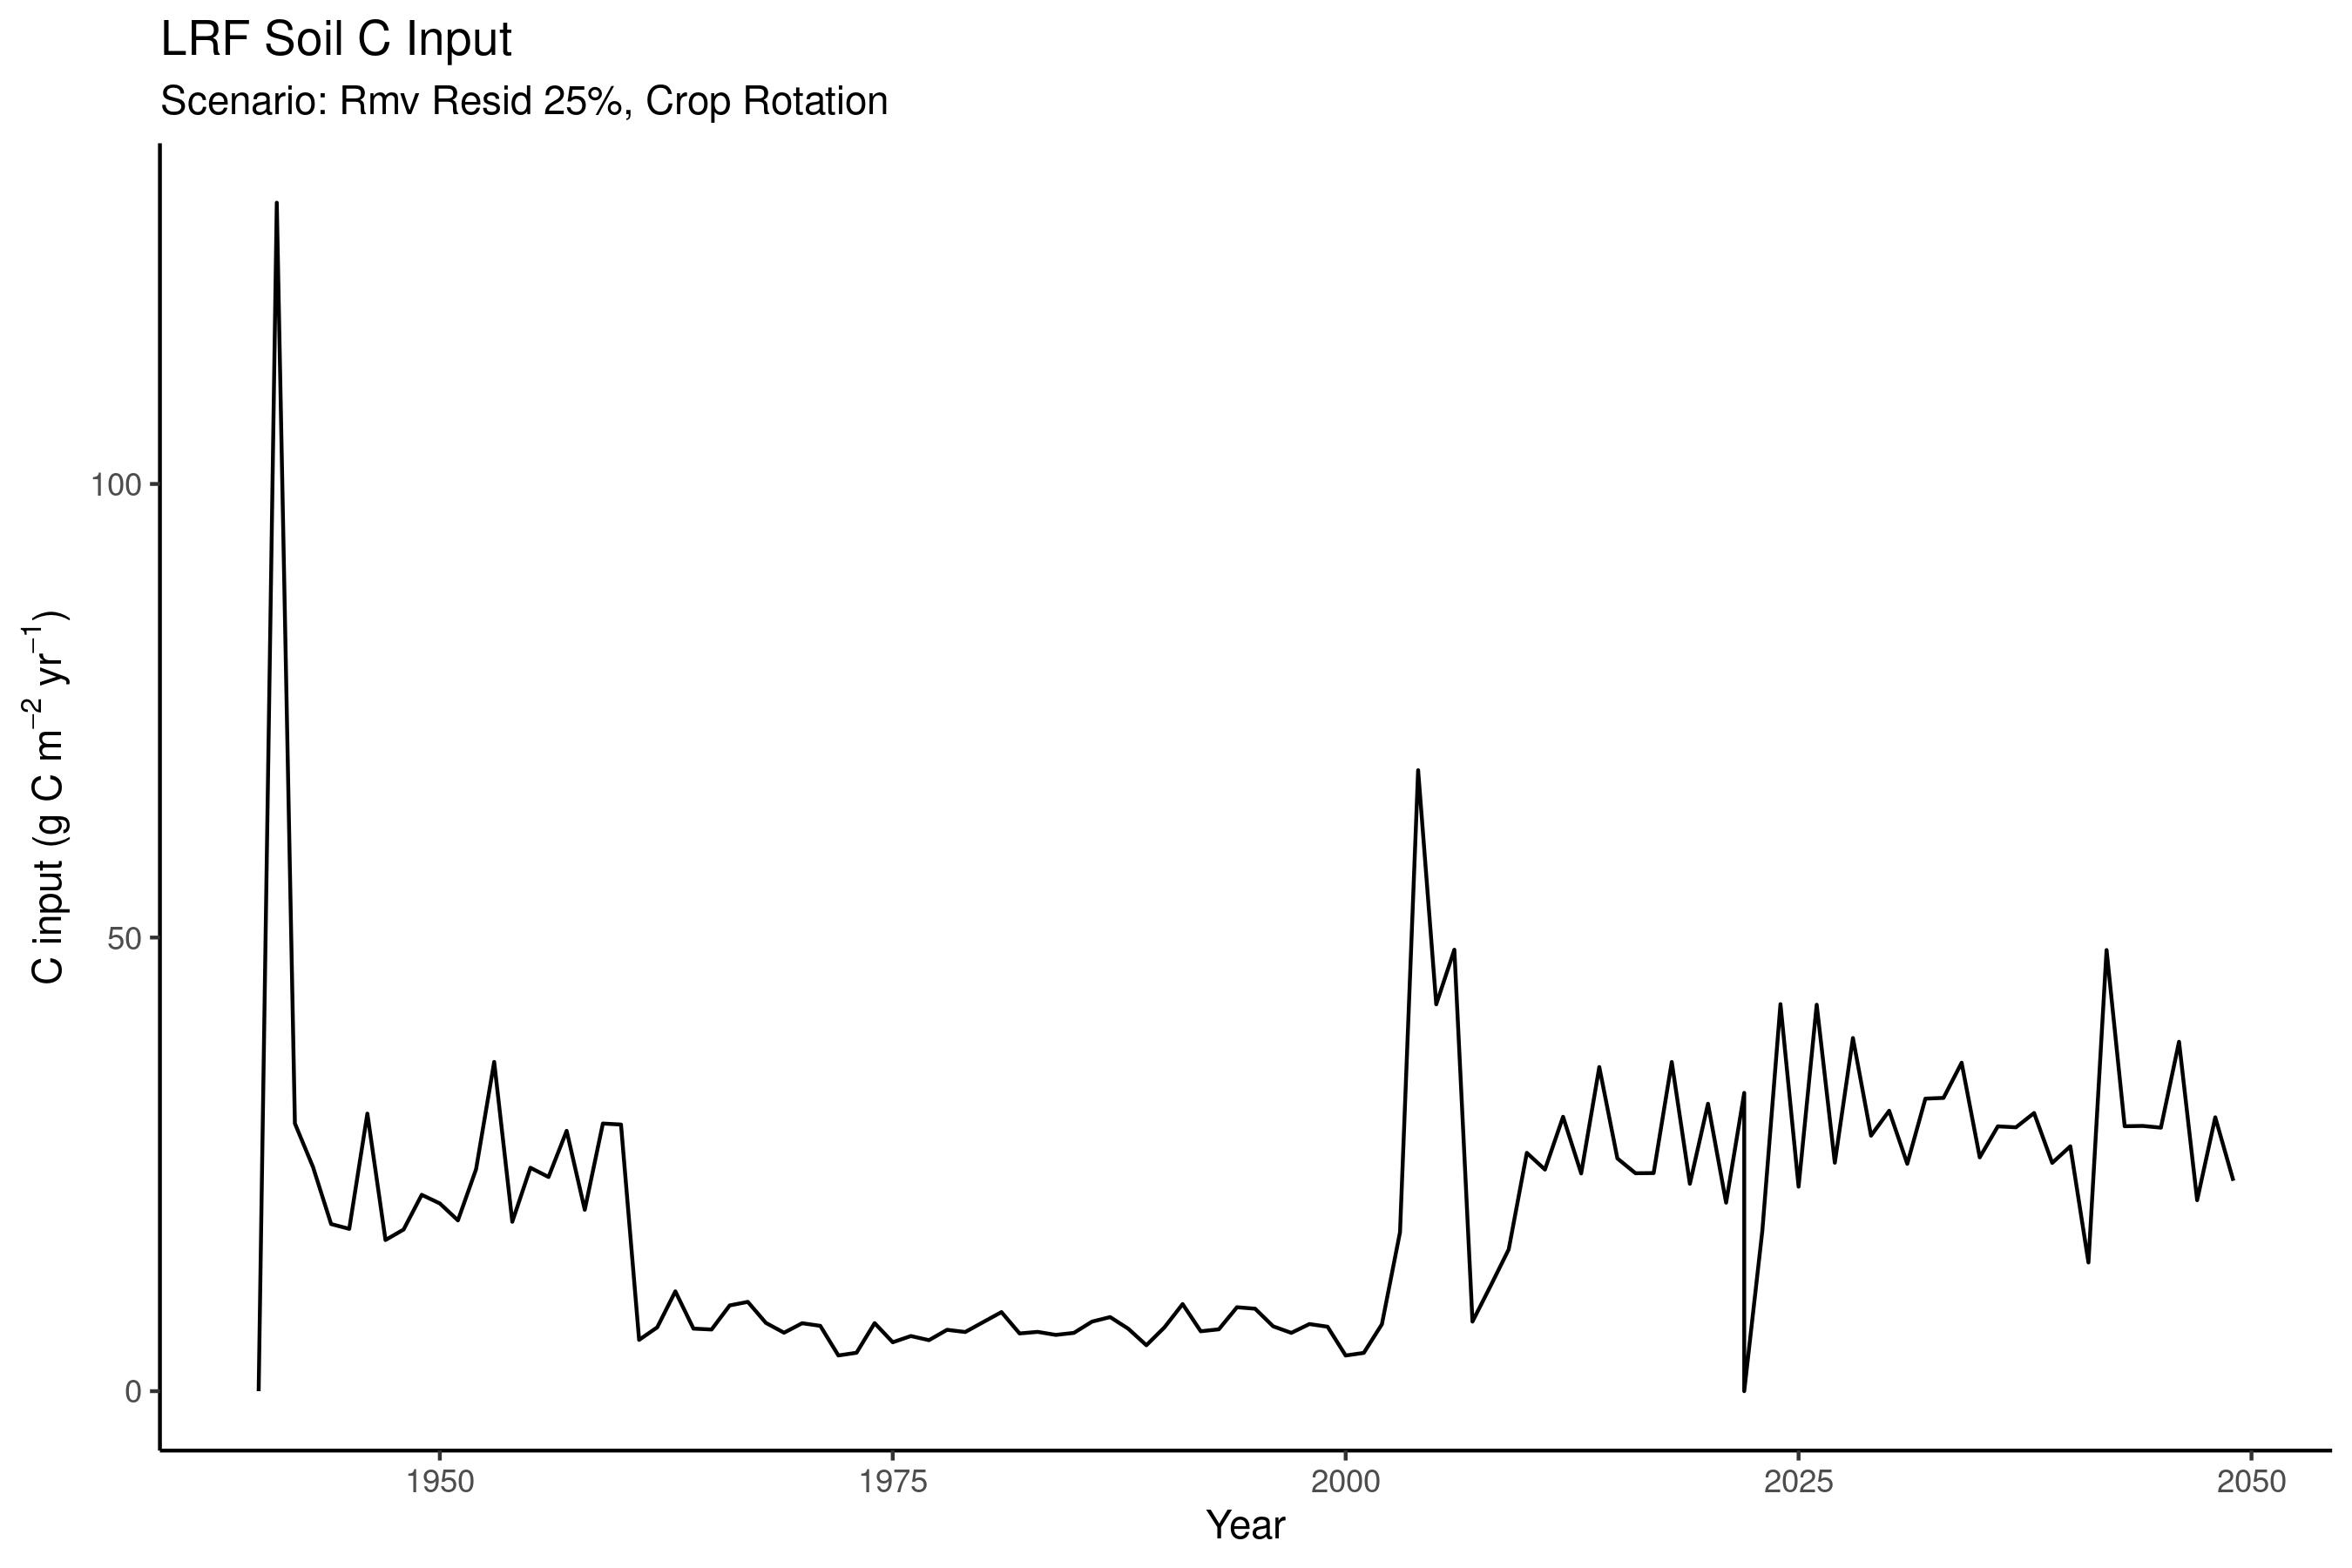 LRF Soil C Input
Scenario: Rmv Resid 25%, Crop Rotation
C input (g C m⁻² yr⁻¹)
100
50
0
1950 1975 2000 2025 2050
Year